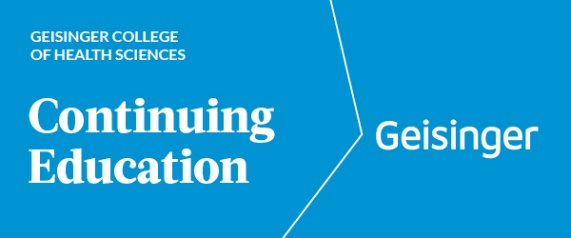 GEISINGER COLLEGE
OF HEALTH SCIENCES
Continuing
Education
Geisinger